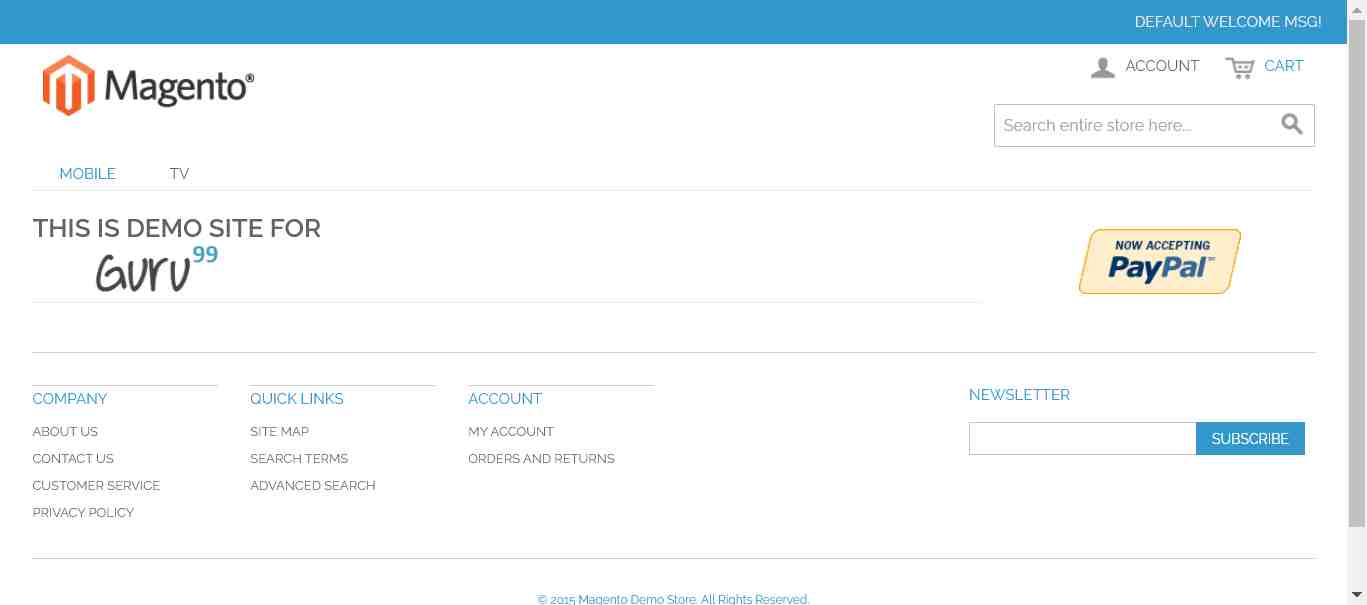 DEFAULT WELCOME MSG!
Magento®
ACCOUNT
CART
Search entire store here...
MOBILE
TV
THIS IS DEMO SITE FOR
Guru99
NOW ACCEPTING
PayPal™
COMPANY
ABOUT US
CONTACT US
CUSTOMER SERVICE
PRIVACY POLICY
QUICK LINKS
SITE MAP
SEARCH TERMS
ADVANCED SEARCH
ACCOUNT
MY ACCOUNT
ORDERS AND RETURNS
NEWSLETTER
SUBSCRIBE
© 2015 Magento Demo Store. All Rights Reserved.